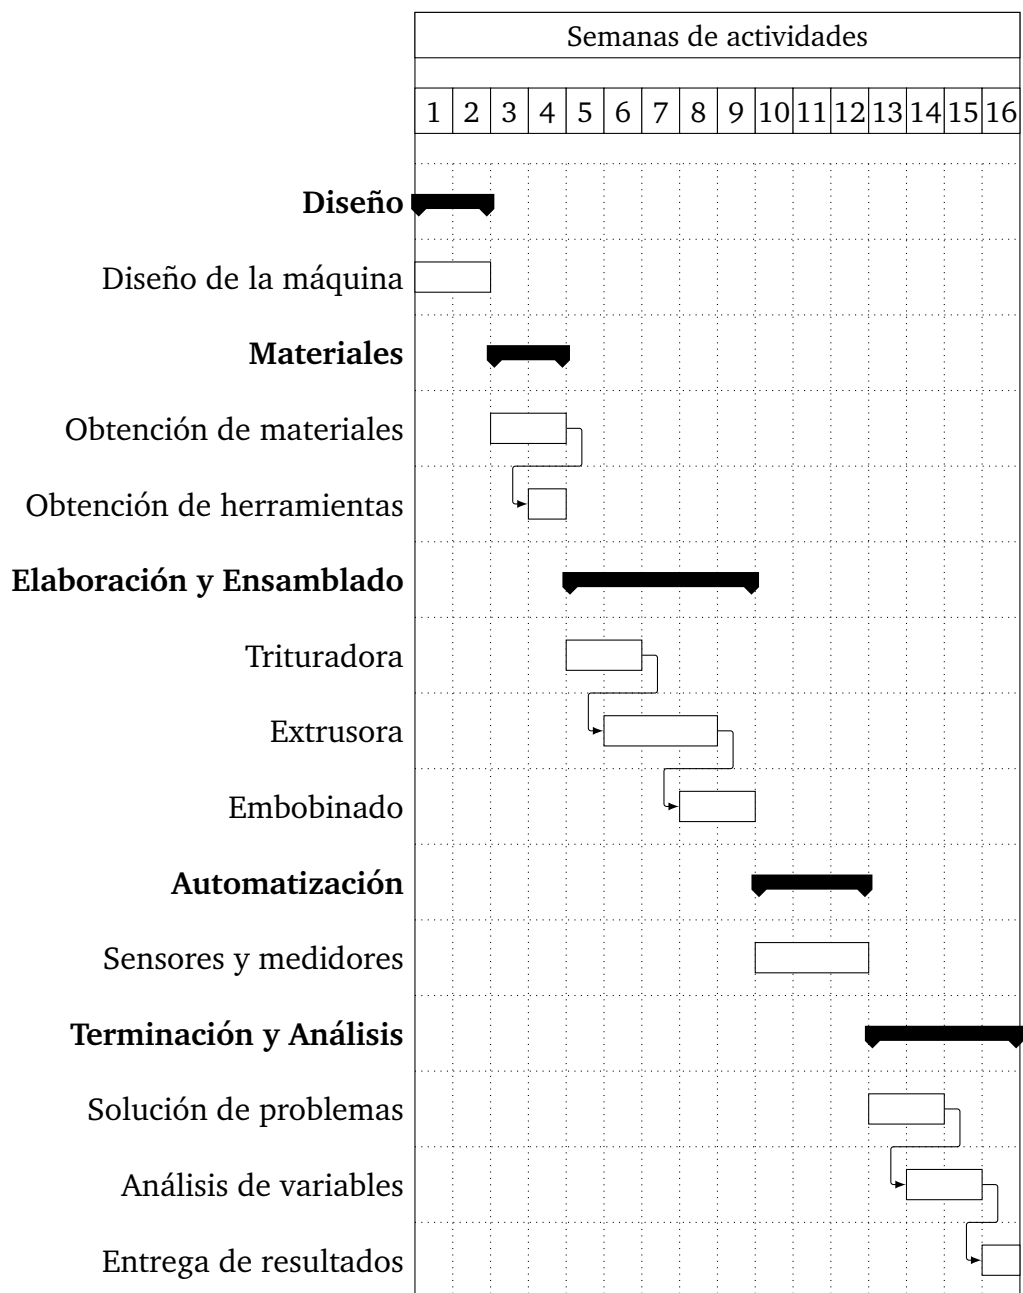 Semanas de actividades
1 2 3 4 5 6 7 8 9 10 11 12 13 14 15 16
Diseño
Diseño de la máquina
Materiales
Obtención de materiales
Obtención de herramientas
Elaboración y Ensamblado
Trituradora
Extrusora
Embobinado
Automatización
Sensores y medidores
Terminación y Análisis
Solución de problemas
Análisis de variables
Entrega de resultados